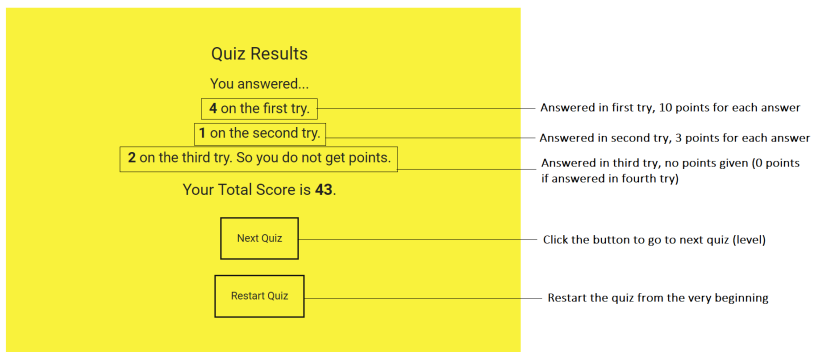 Quiz Results
You answered...
4 on the first try.
Answered in first try, 10 points for each answer
1 on the second try.
Answered in second try, 3 points for each answer
2 on the third try. So you do not get points.
Answered in third try, no points given (0 points
if answered in fourth try)
Your Total Score is 43.
Next Quiz
Click the button to go to next quiz (level)
Restart Quiz
Restart the quiz from the very beginning